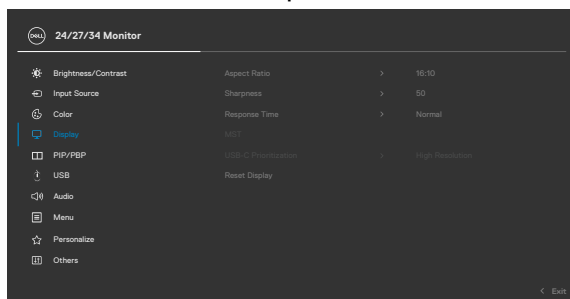 DELL 24/27/34 Monitor
Brightness/Contrast Aspect Ratio > 16:10
Input Source Sharpness > 50
Color Response Time > Normal
Display MST
PIP/PBP USB-C Prioritization > High Resolution
USB Reset Display
Audio
Menu
Personalize
Others
< Exit